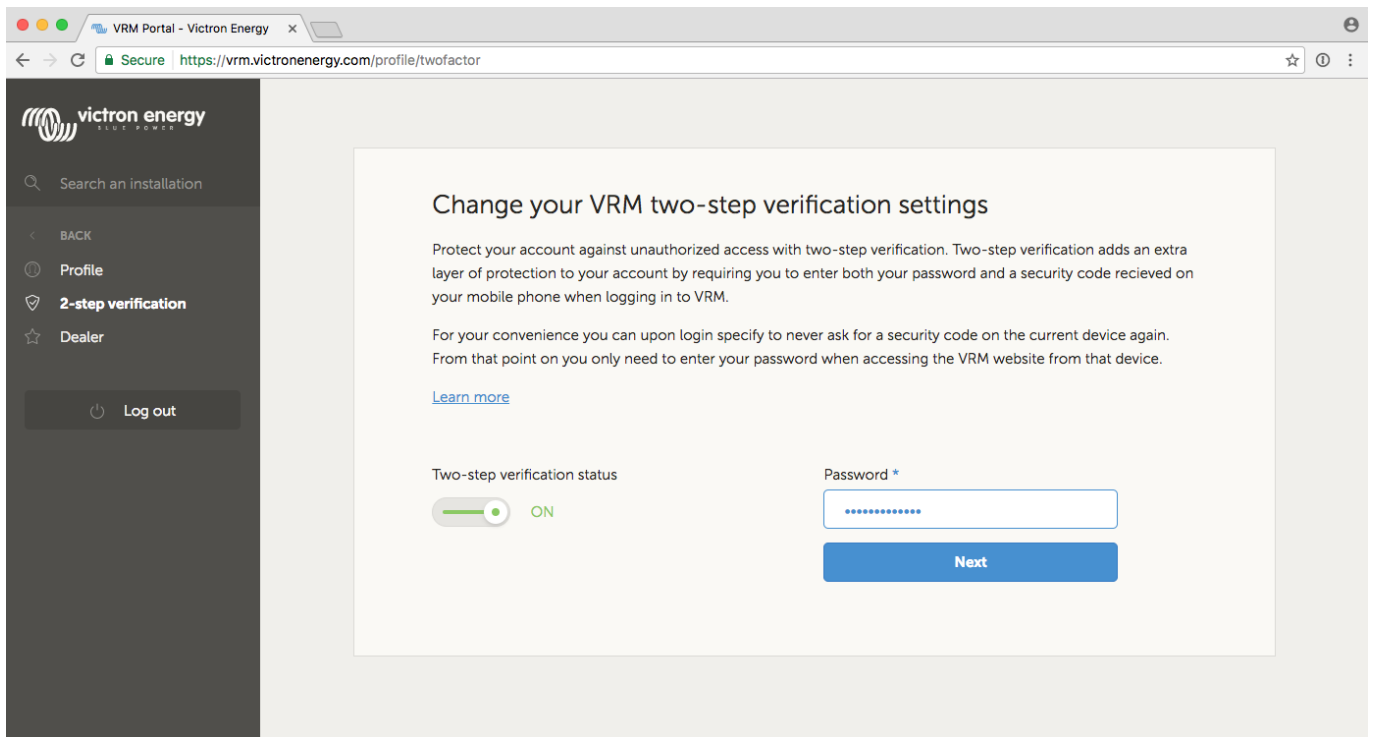 VRM Portal - Victron Energy
Secure https://vrm.victronenergy.com/profile/twofactor
victron energy
BLUE POWER
Search an installation
BACK
Profile
2-step verification
Dealer
Log out
Change your VRM two-step verification settings
Protect your account against unauthorized access with two-step verification. Two-step verification adds an extra
layer of protection to your account by requiring you to enter both your password and a security code recieved on
your mobile phone when logging in to VRM.
For your convenience you can upon login specify to never ask for a security code on the current device again.
From that point on you only need to enter your password when accessing the VRM website from that device.
Learn more
Two-step verification status
ON
Password *
•••••••••••••
Next